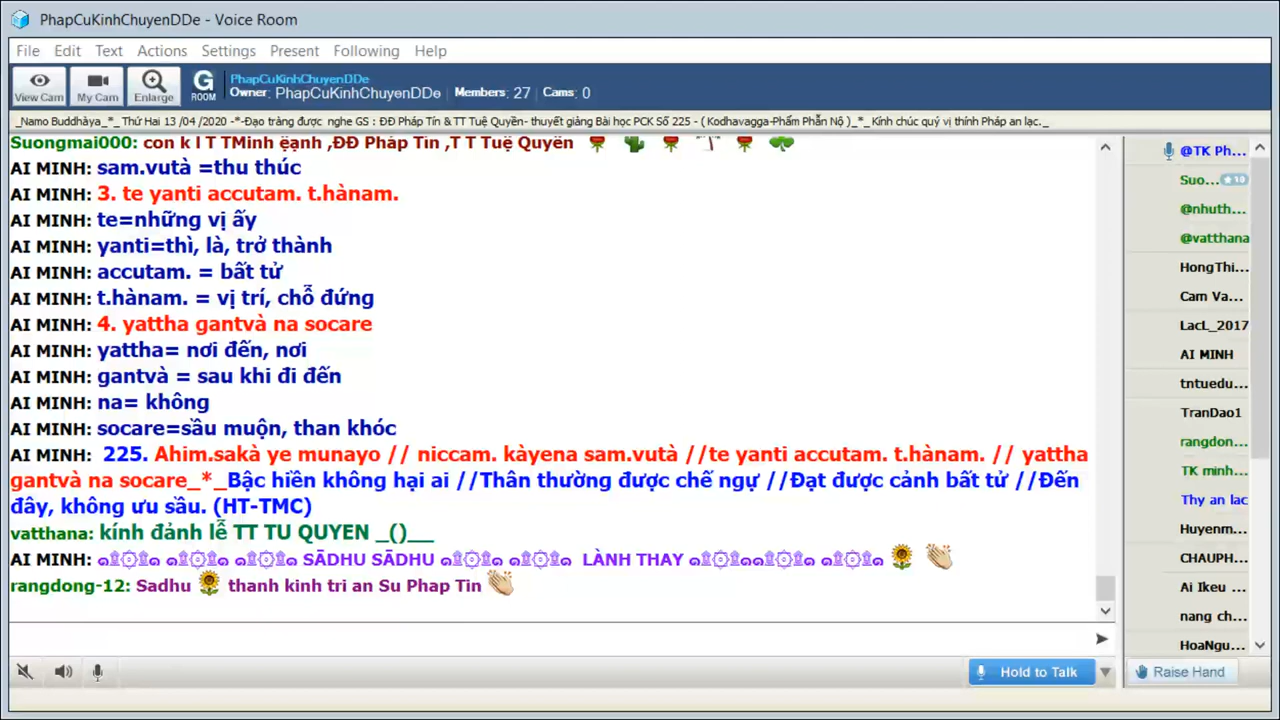 PhapCuKinhChuyenDDe - Voice Room
File Edit Text Actions Settings Present Following Help
View Cam My Cam Enlarge G ROOM
PhapCuKinhChuyenDDe
Owner: PhapCuKinhChuyenDDe Members: 27 Cams: 0
_Namo Buddhàya_*_Thứ Hai 13 /04 /2020 -*-Đạo tràng được nghe GS : ĐĐ Pháp Tín & TT Tuệ Quyền- thuyết giảng Bài học PCK Số 225 - ( Kodhavagga-Phẩm Phẫn Nộ )_*_Kính chúc quý vị thính Pháp an lạc._
Suongmai000: con k l T TMinh ëạnh ,ĐĐ Pháp Tin ,T T Tuệ Quyền
AI MINH: sam.vutà =thu thúc
AI MINH: 3. te yanti accutam. t.hànam.
AI MINH: te=những vị ấy
AI MINH: yanti=thì, là, trở thành
AI MINH: accutam. = bất tử
AI MINH: t.hànam. = vị trí, chỗ đứng
AI MINH: 4. yattha gantvà na socare
AI MINH: yattha= nơi đến, nơi
AI MINH: gantvà = sau khi đi đến
AI MINH: na= không
AI MINH: socare=sầu muộn, than khóc
AI MINH: 225. Ahim.sakà ye munayo // niccam. kàyena sam.vutà //te yanti accutam. t.hànam. // yattha
gantvà na socare_*_Bậc hiền không hại ai //Thân thường được chế ngự //Đạt được cảnh bất tử //Đến
đây, không ưu sầu. (HT-TMC)
vatthana: kính đảnh lễ TT TU QUYEN _()__
AI MINH: SĀDHU SĀDHU LÀNH THAY
rangdong-12: Sadhu thanh kinh tri an Su Phap Tin
Hold to Talk
@TK Ph...
Suo... 10
@nhuth...
@vatthana
HongThi...
Cam Va...
LacL_2017
AI MINH
tntuedu...
TranDao1
rangdong...
TK minh...
Thy an lac
Huyenm...
CHAUPH...
Ai Ikeu ...
nang ch...
HoaNgu...
Raise Hand